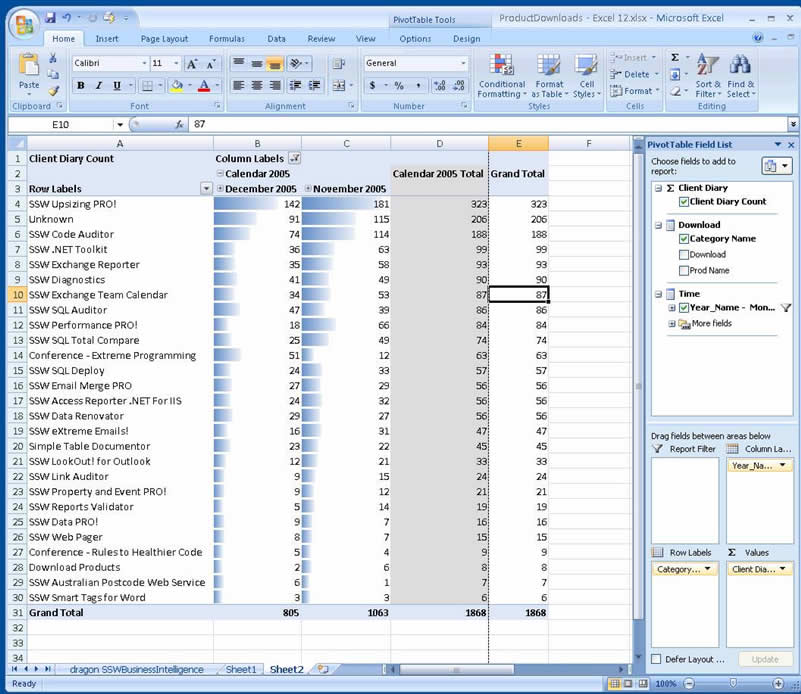 PivotTable Tools ProductDownloads - Excel 12.xlsx - Microsoft Excel
Home Insert Page Layout Formulas Data Review View Options Design
Calibri 11 General
Insert
Delete
Format
Paste
B I U $ % ,
Conditional Formatting Format as Table Cell Styles
Sort & Filter Find & Select
Clipboard Font Alignment Number Styles Cells Editing
E10 fx 87
A B C D E F
1 Client Diary Count Column Labels
2 Calendar 2005 Calendar 2005 Total Grand Total
3 Row Labels December 2005 November 2005
4 SSW Upsizing PRO! 142 181 323 323
5 Unknown 91 115 206 206
6 SSW Code Auditor 74 114 188 188
7 SSW .NET Toolkit 36 63 99 99
8 SSW Exchange Reporter 35 58 93 93
9 SSW Diagnostics 41 49 90 90
10 SSW Exchange Team Calendar 34 53 87 87
11 SSW SQL Auditor 47 39 86 86
12 SSW Performance PRO! 18 66 84 84
13 SSW SQL Total Compare 25 49 74 74
14 Conference - Extreme Programming 51 12 63 63
15 SSW SQL Deploy 24 33 57 57
16 SSW Email Merge PRO 27 29 56 56
17 SSW Access Reporter .NET For IIS 24 32 56 56
18 SSW Data Renovator 29 27 56 56
19 SSW eXtreme Emails! 16 31 47 47
20 Simple Table Documentor 23 22 45 45
21 SSW LookOut! for Outlook 12 21 33 33
22 SSW Link Auditor 9 15 24 24
23 SSW Property and Event PRO! 9 12 21 21
24 SSW Reports Validator 5 14 19 19
25 SSW Data PRO! 9 7 16 16
26 SSW Web Pager 8 7 15 15
27 Conference - Rules to Healthier Code 5 4 9 9
28 Download Products 2 6 8 8
29 SSW Australian Postcode Web Service 6 1 7 7
30 SSW Smart Tags for Word 3 3 6 6
31 Grand Total 805 1063 1868 1868
32
33
34
PivotTable Field List
Choose fields to add to report:
Σ Client Diary
Client Diary Count
Download
Category Name
Download
Prod Name
Time
Year_Name - Mon...
More fields
Drag fields between areas below
Report Filter Column La...
Year_Na...
Row Labels Σ Values
Category... Client Dia...
Defer Layout ... Update
dragon SSWBusinessIntelligence Sheet1 Sheet2
Ready 100%